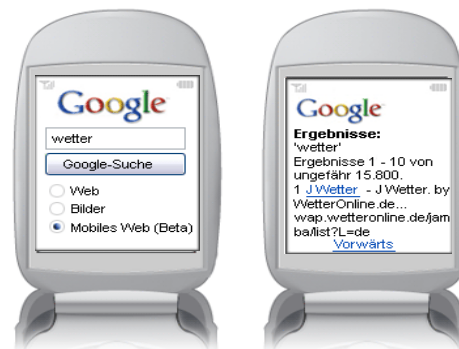 Google
wetter
Google-Suche
Web
Bilder
Mobiles Web (Beta)
Google
Ergebnisse:
'wetter'
Ergebnisse 1 - 10 von
ungefähr 15.800.
1 J Wetter - J Wetter. by
WetterOnline.de...
wap.wetteronline.de/jam
ba/list?L=de
Vorwärts